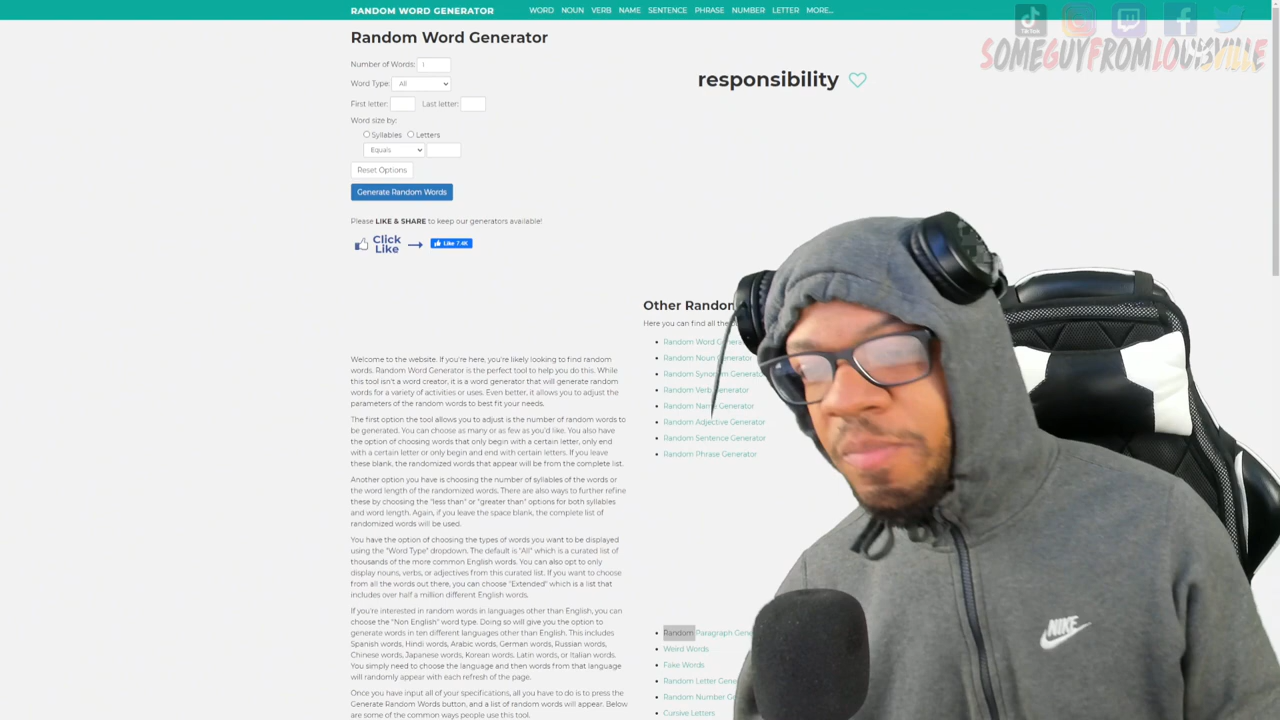 RANDOM WORD GENERATOR
WORD NOUN VERB NAME SENTENCE PHRASE NUMBER LETTER MORE...
Tik Tok
SOMEGUYFROMLOUISVILLE
Random Word Generator
Number of Words: 1
Word Type: All
First letter: Last letter:
Word size by:
Syllables Letters
Equals
Reset Options
Generate Random Words
Please LIKE & SHARE to keep our generators available!
Click
Like
Like 7.4K
Welcome to the website. If you're here, you're likely looking to find random
words. Random Word Generator is the perfect tool to help you do this. While
this tool isn't a word creator, it is a word generator that will generate random
words for a variety of activities or uses. Even better, it allows you to adjust the
parameters of the random words to best fit your needs.
The first option the tool allows you to adjust is the number of random words to
be generated. You can choose as many or as few as you'd like. You also have
the option of choosing words that only begin with a certain letter, only end
with a certain letter or only begin and end with certain letters. If you leave
these blank, the randomized words that appear will be from the complete list.
Another option you have is choosing the number of syllables of the words or
the word length of the randomized words. There are also ways to further refine
these by choosing the "less than" or "greater than" options for both syllables
and word length. Again, if you leave the space blank, the complete list of
randomized words will be used.
You have the option of choosing the types of words you want to be displayed
using the "Word Type" dropdown. The default is "All" which is a curated list of
thousands of the more common English words. You can also opt to only
display nouns, verbs, or adjectives from this curated list. If you want to choose
from all the words out there, you can choose "Extended" which is a list that
includes over half a million different English words.
If you're interested in random words in languages other than English, you can
choose the "Non English" word type. Doing so will give you the option to
generate words in ten different languages other than English. This includes
Spanish words, Hindi words, Arabic words, German words, Russian words,
Chinese words, Japanese words, Korean words. Latin words, or Italian words.
You simply need to choose the language and then words from that language
will randomly appear with each refresh of the page.
Once you have input all of your specifications, all you have to do is to press the
Generate Random Words button, and a list of random words will appear. Below
are some of the common ways people use this tool.
responsibility
Other Random
Here you can find all the
Random Word Genera
Random Noun Generator
Random Synonym Generator
Random Verb Generator
Random Name Generator
Random Adjective Generator
Random Sentence Generator
Random Phrase Generator
Random Paragraph Gene
Weird Words
Fake Words
Random Letter Gene
Random Number Ge
Cursive Letters
NIKE